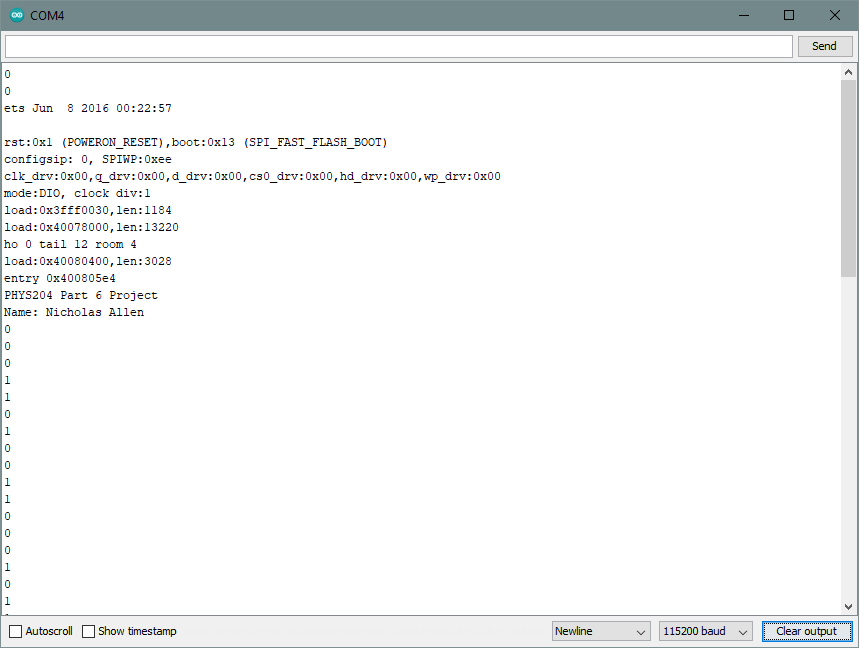 COM4
Send
0
0
ets Jun  8 2016 00:22:57
rst:0x1 (POWERON_RESET),boot:0x13 (SPI_FAST_FLASH_BOOT)
configsip: 0, SPIWP:0xee
clk_drv:0x00,q_drv:0x00,d_drv:0x00,cs0_drv:0x00,hd_drv:0x00,wp_drv:0x00
mode:DIO, clock div:1
load:0x3fff0030,len:1184
load:0x40078000,len:13220
ho 0 tail 12 room 4
load:0x40080400,len:3028
entry 0x400805e4
PHYS204 Part 6 Project
Name: Nicholas Allen
0
0
0
1
1
0
1
0
0
1
1
0
0
0
1
0
1
Autoscroll
Show timestamp
Newline
115200 baud
Clear output